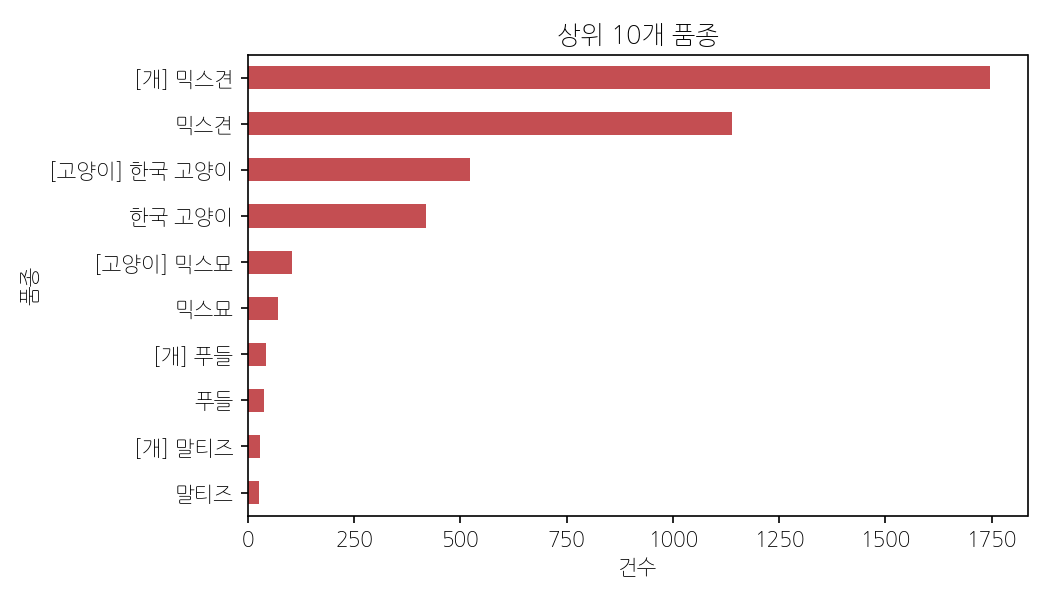 상위 10개 품종
[개] 믹스견
믹스견
[고양이] 한국 고양이
한국 고양이
[고양이] 믹스묘
믹스묘
[개] 푸들
푸들
[개] 말티즈
말티즈
품종
0 250 500 750 1000 1250 1500 1750
건수